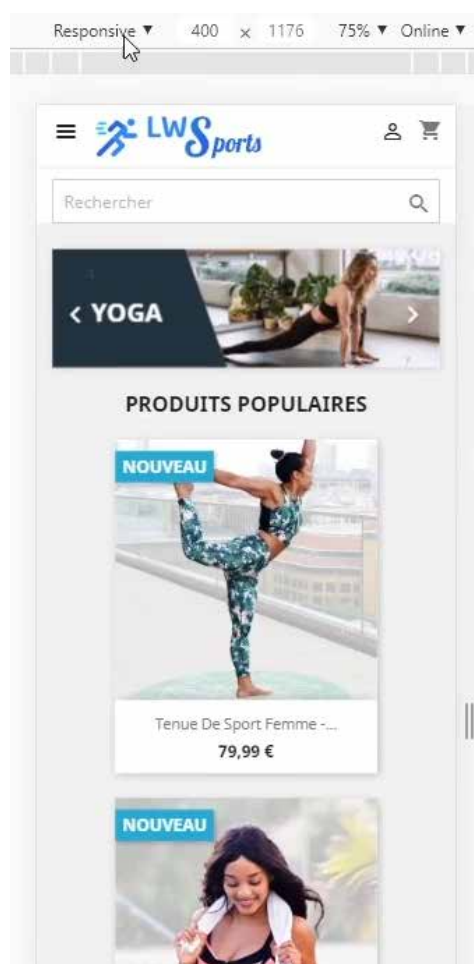 Responsive ▼ 400 × 1176 75% ▼ Online ▼
LWSports
Rechercher
YOGA
PRODUITS POPULAIRES
NOUVEAU
Tenue De Sport Femme -...
79,99 €
NOUVEAU